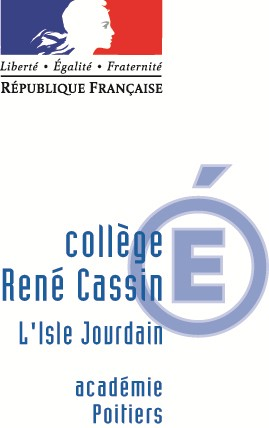 Liberté • Égalité • Fraternité
RÉPUBLIQUE FRANÇAISE
collège
René Cassin
É
L'Isle Jourdain
académie
Poitiers